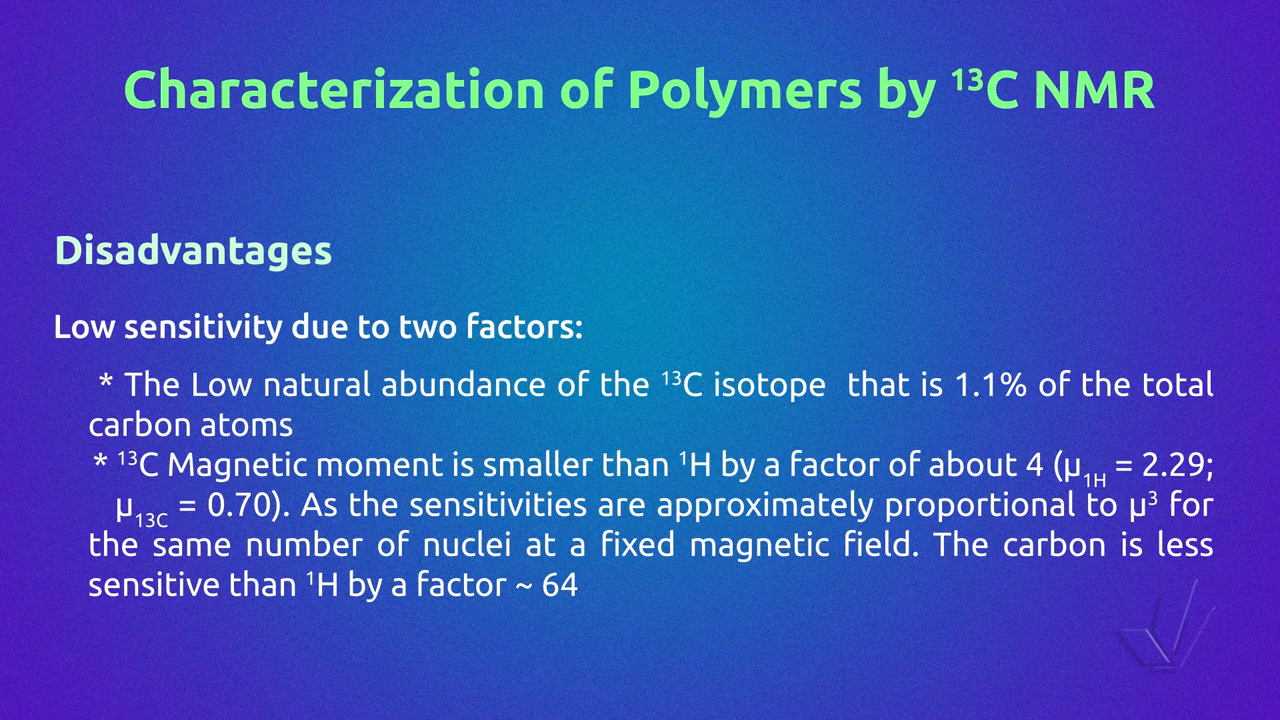 Characterization of Polymers by ¹³C NMR
Disadvantages
Low sensitivity due to two factors:
* The Low natural abundance of the ¹³C isotope that is 1.1% of the total
carbon atoms
* ¹³C Magnetic moment is smaller than ¹H by a factor of about 4 (µ₁H = 2.29;
µ₁₃C = 0.70). As the sensitivities are approximately proportional to µ³ for
the same number of nuclei at a fixed magnetic field. The carbon is less
sensitive than ¹H by a factor ~ 64